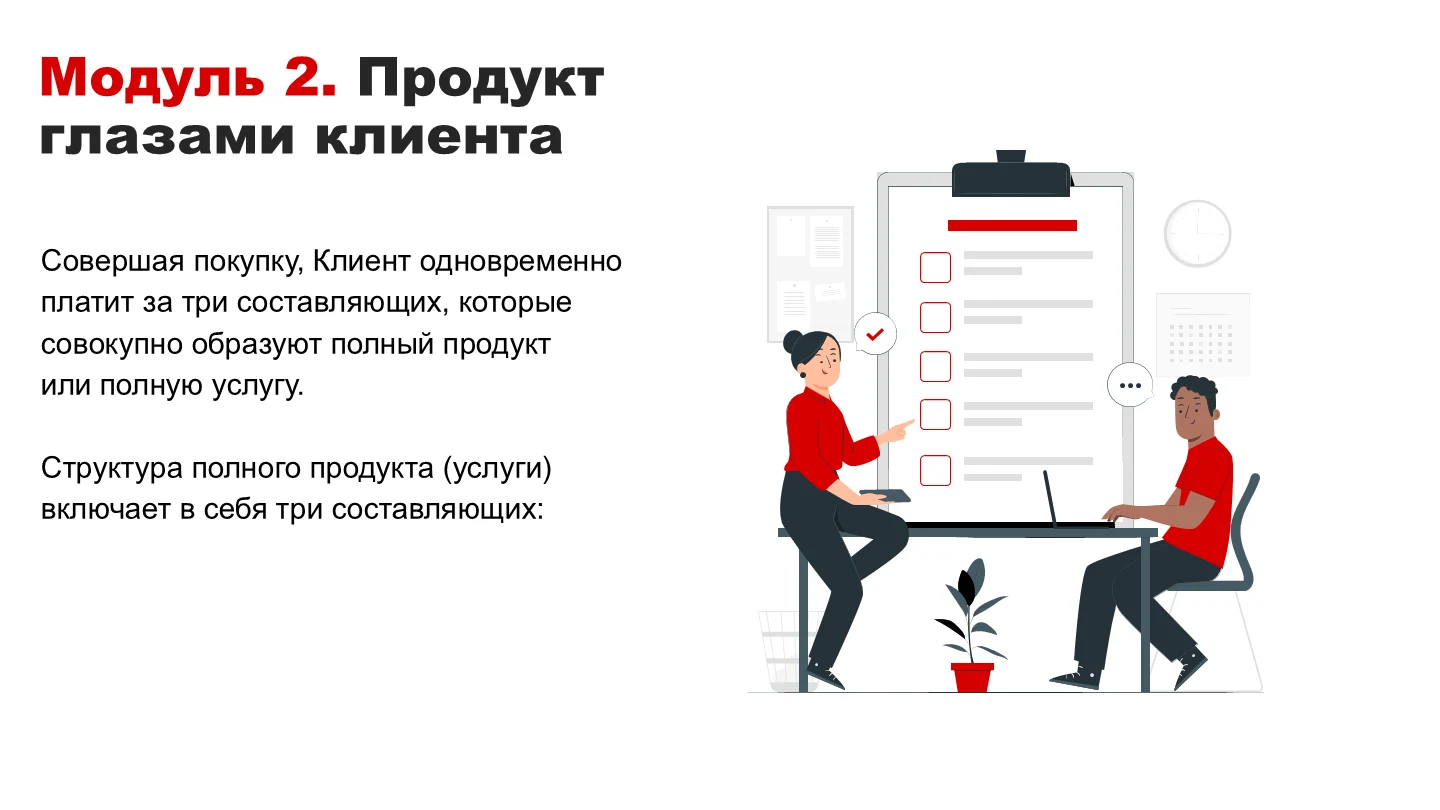 Модуль 2. Продукт
глазами клиента
Совершая покупку, Клиент одновременно
платит за три составляющих, которые
совокупно образуют полный продукт
или полную услугу.
Структура полного продукта (услуги)
включает в себя три составляющих: